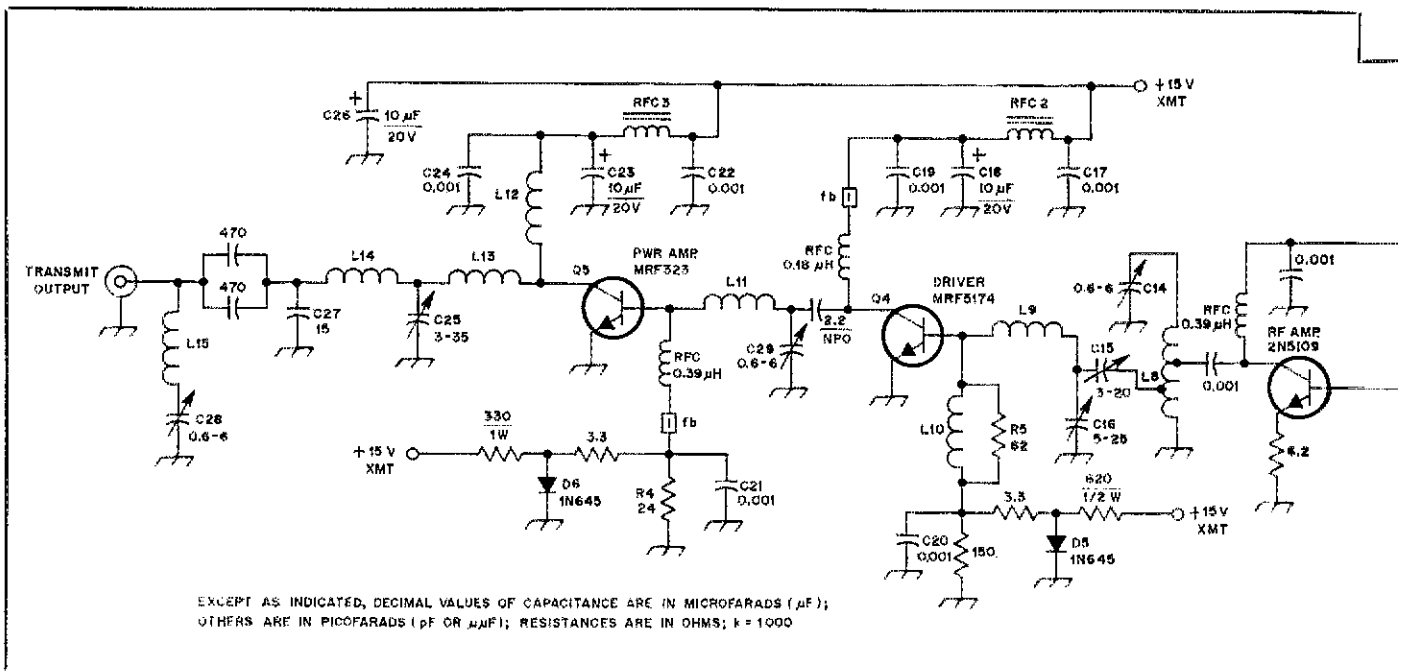 +15 V
XMT
C26
+
10 µF
20V
RFC 3
RFC 2
C24
0.001
L12
+
C23
10 µF
20V
C22
0.001
fb
C19
0.001
+
10 µF
20V
C17
0.001
470
470
TRANSMIT
OUTPUT
L14
L13
Q5
PWR AMP
MRF323
RFC
0.18 µH
L11
Q4
DRIVER
MRF5174
L9
0.6-6
C14
RFC
0.39 µH
0.001
RF AMP
2N5109
C27
15
C25
3-35
L15
C28
0.6-6
RFC
0.39 µH
fb
C29
0.6-6
2.2
NPO
C15
3-20
L8
0.001
C16
5-25
L10
R5
62
+15 V
XMT
330
1W
3.3
D6
1N645
R4
24
C21
0.001
3.3
620
1/2 W
+15V
XMT
C20
0.001
150
D5
1N645
EXCEPT AS INDICATED, DECIMAL VALUES OF CAPACITANCE ARE IN MICROFARADS (µF);
OTHERS ARE IN PICOFARADS (pF OR µµF); RESISTANCES ARE IN OHMS; k = 1000